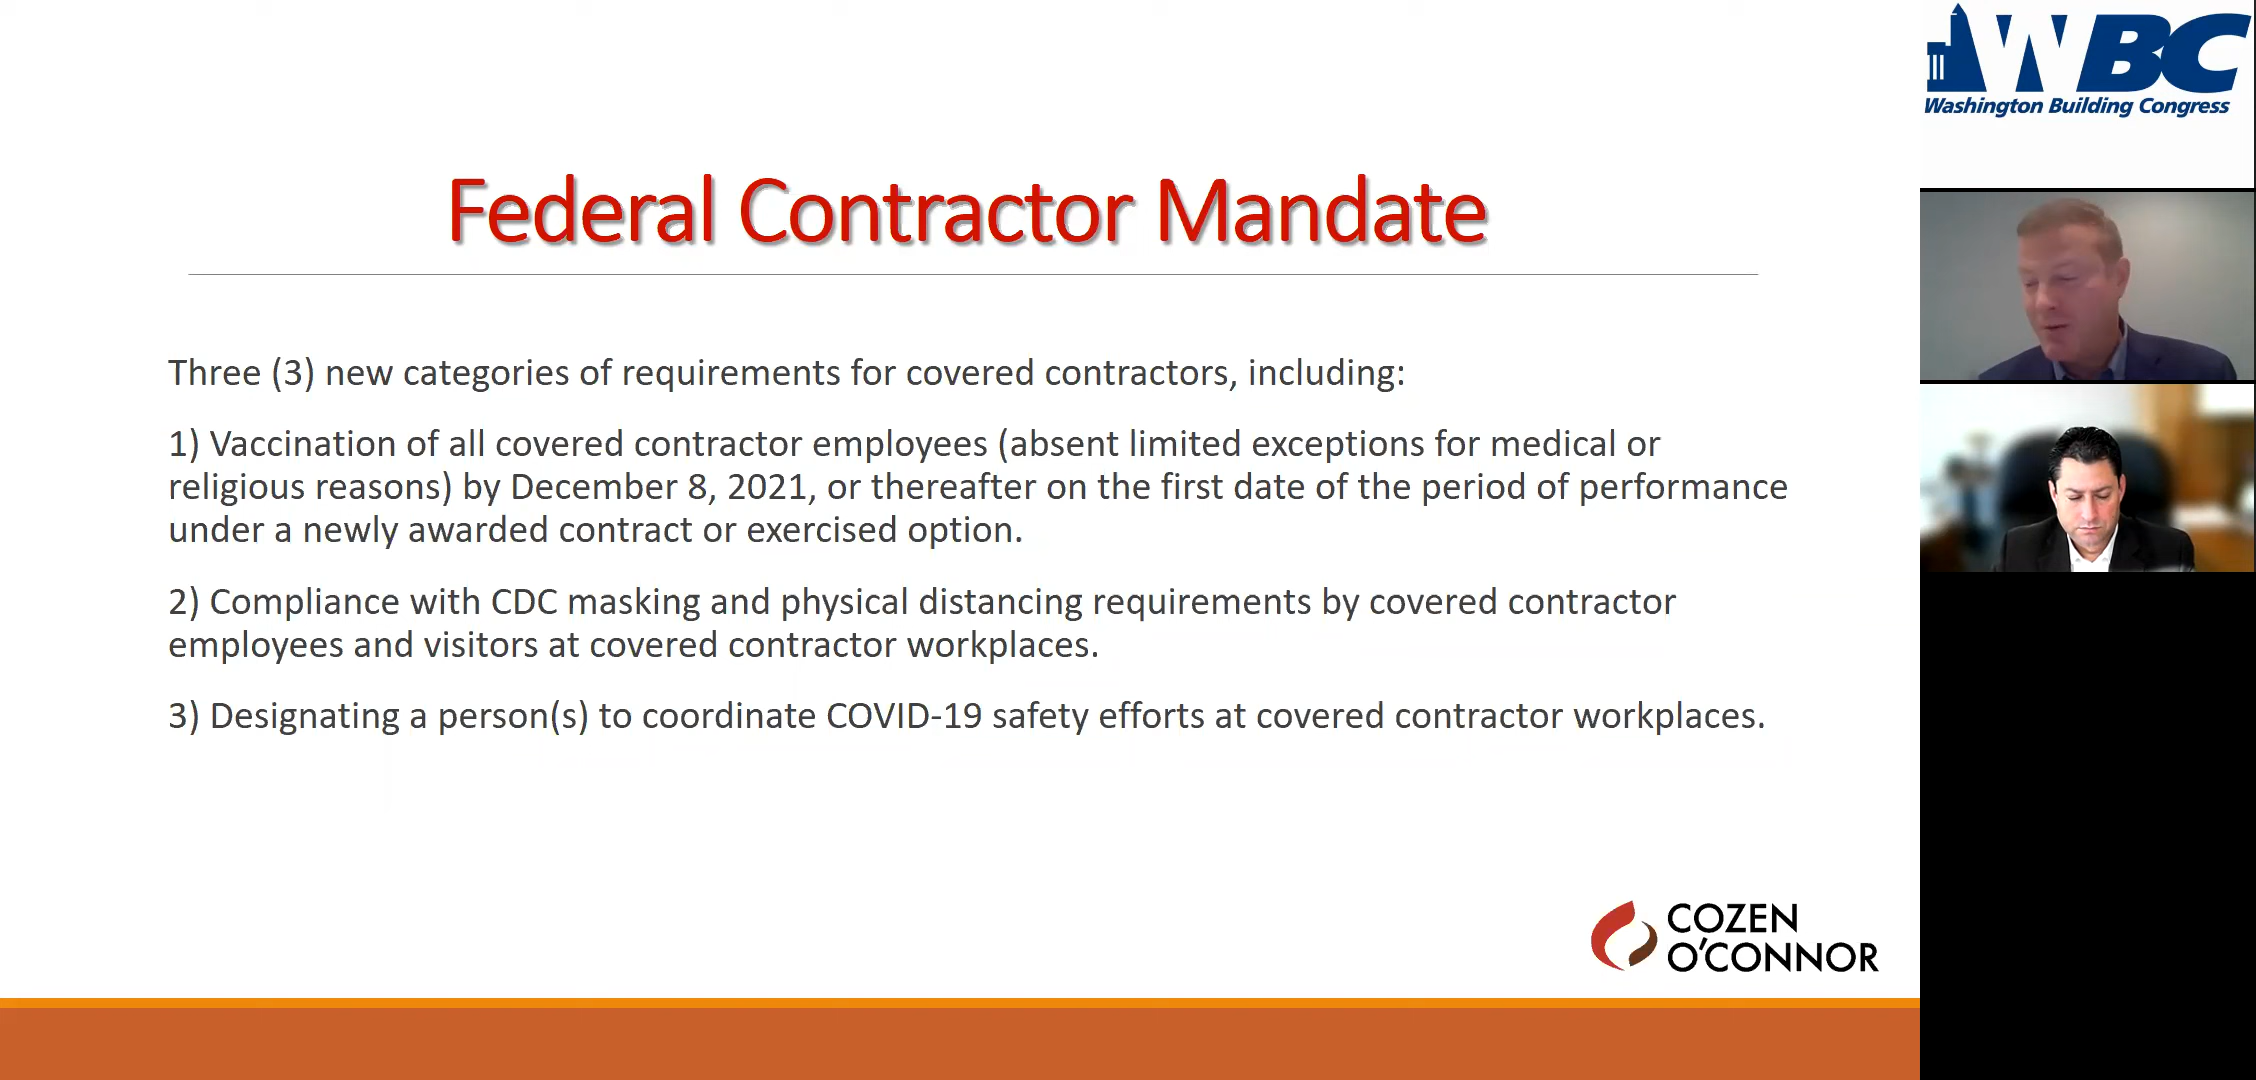 Federal Contractor Mandate
Three (3) new categories of requirements for covered contractors, including:
1) Vaccination of all covered contractor employees (absent limited exceptions for medical or
religious reasons) by December 8, 2021, or thereafter on the first date of the period of performance
under a newly awarded contract or exercised option.
2) Compliance with CDC masking and physical distancing requirements by covered contractor
employees and visitors at covered contractor workplaces.
3) Designating a person(s) to coordinate COVID-19 safety efforts at covered contractor workplaces.
COZEN
O'CONNOR
WBC
Washington Building Congress